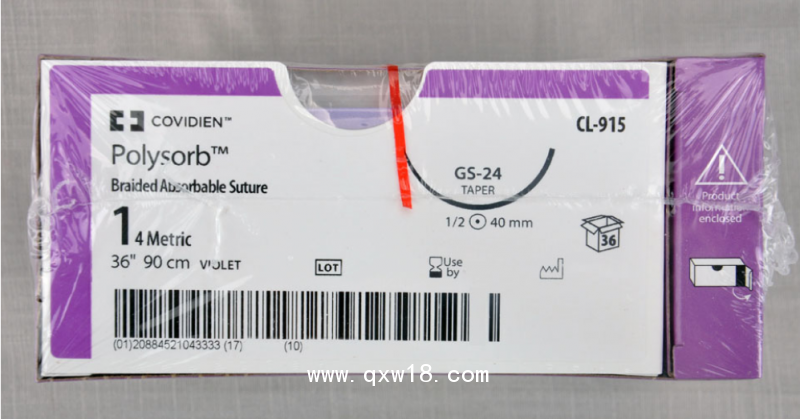 COVIDIEN™
CL-915
Polysorb™
Braided Absorbable Suture
GS-24
TAPER
1/2 40 mm
1 4 Metric
36" 90 cm VIOLET
LOT
Use by
36
Product
information
enclosed
(01)20884521043333 (17) (10)
www.qxw18.com